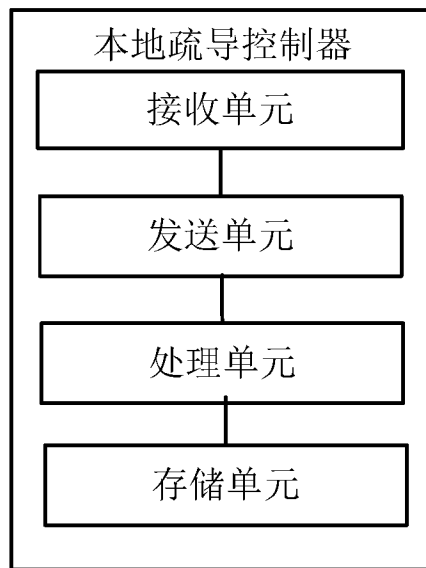 本地疏导控制器
接收单元
发送单元
处理单元
存储单元